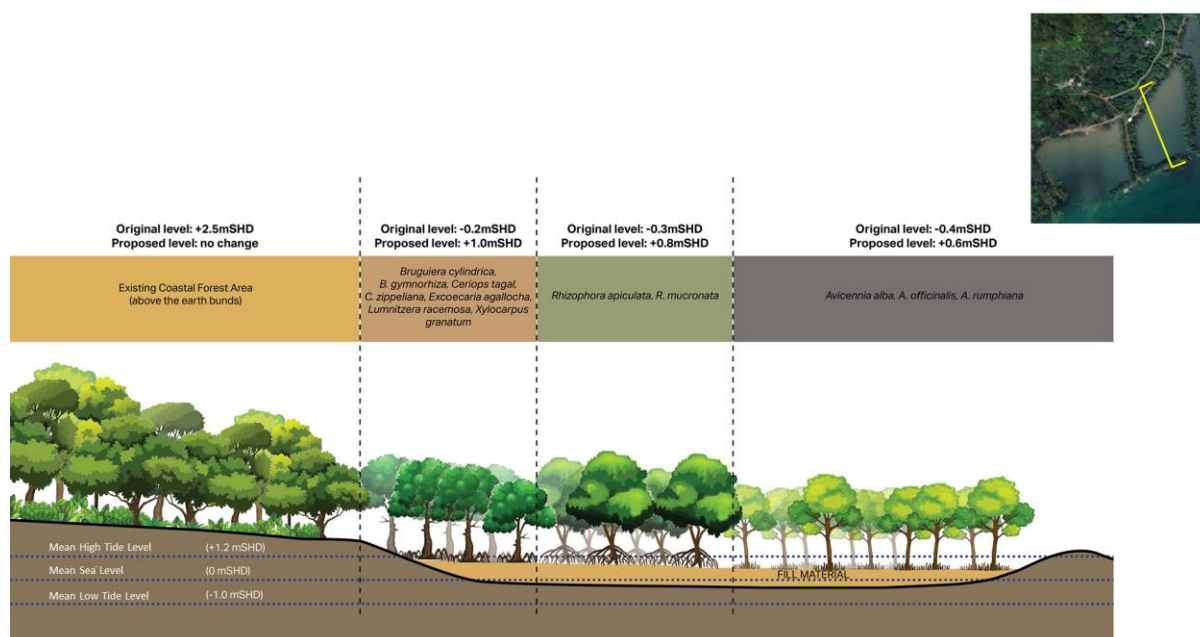 Original level: +2.5mSHD
Proposed level: no change
Original level: -0.2mSHD
Proposed level: +1.0mSHD
Original level: -0.3mSHD
Proposed level: +0.8mSHD
Original level: -0.4mSHD
Proposed level: +0.6mSHD
Existing Coastal Forest Area
(above the earth bunds)
Bruguiera cylindrica,
B. gymnorhiza, Ceriops tagal,
C. zippeliana, Excoecaria agallocha,
Lumnitzera racemosa, Xylocarpus
granatum
Rhizophora apiculata, R. mucronata
Avicennia alba, A. officinalis, A. rumphiana
Mean High Tide Level (+1.2 mSHD)
Mean Sea Level (0 mSHD)
Mean Low Tide Level (-1.0 mSHD)
FILL MATERIAL